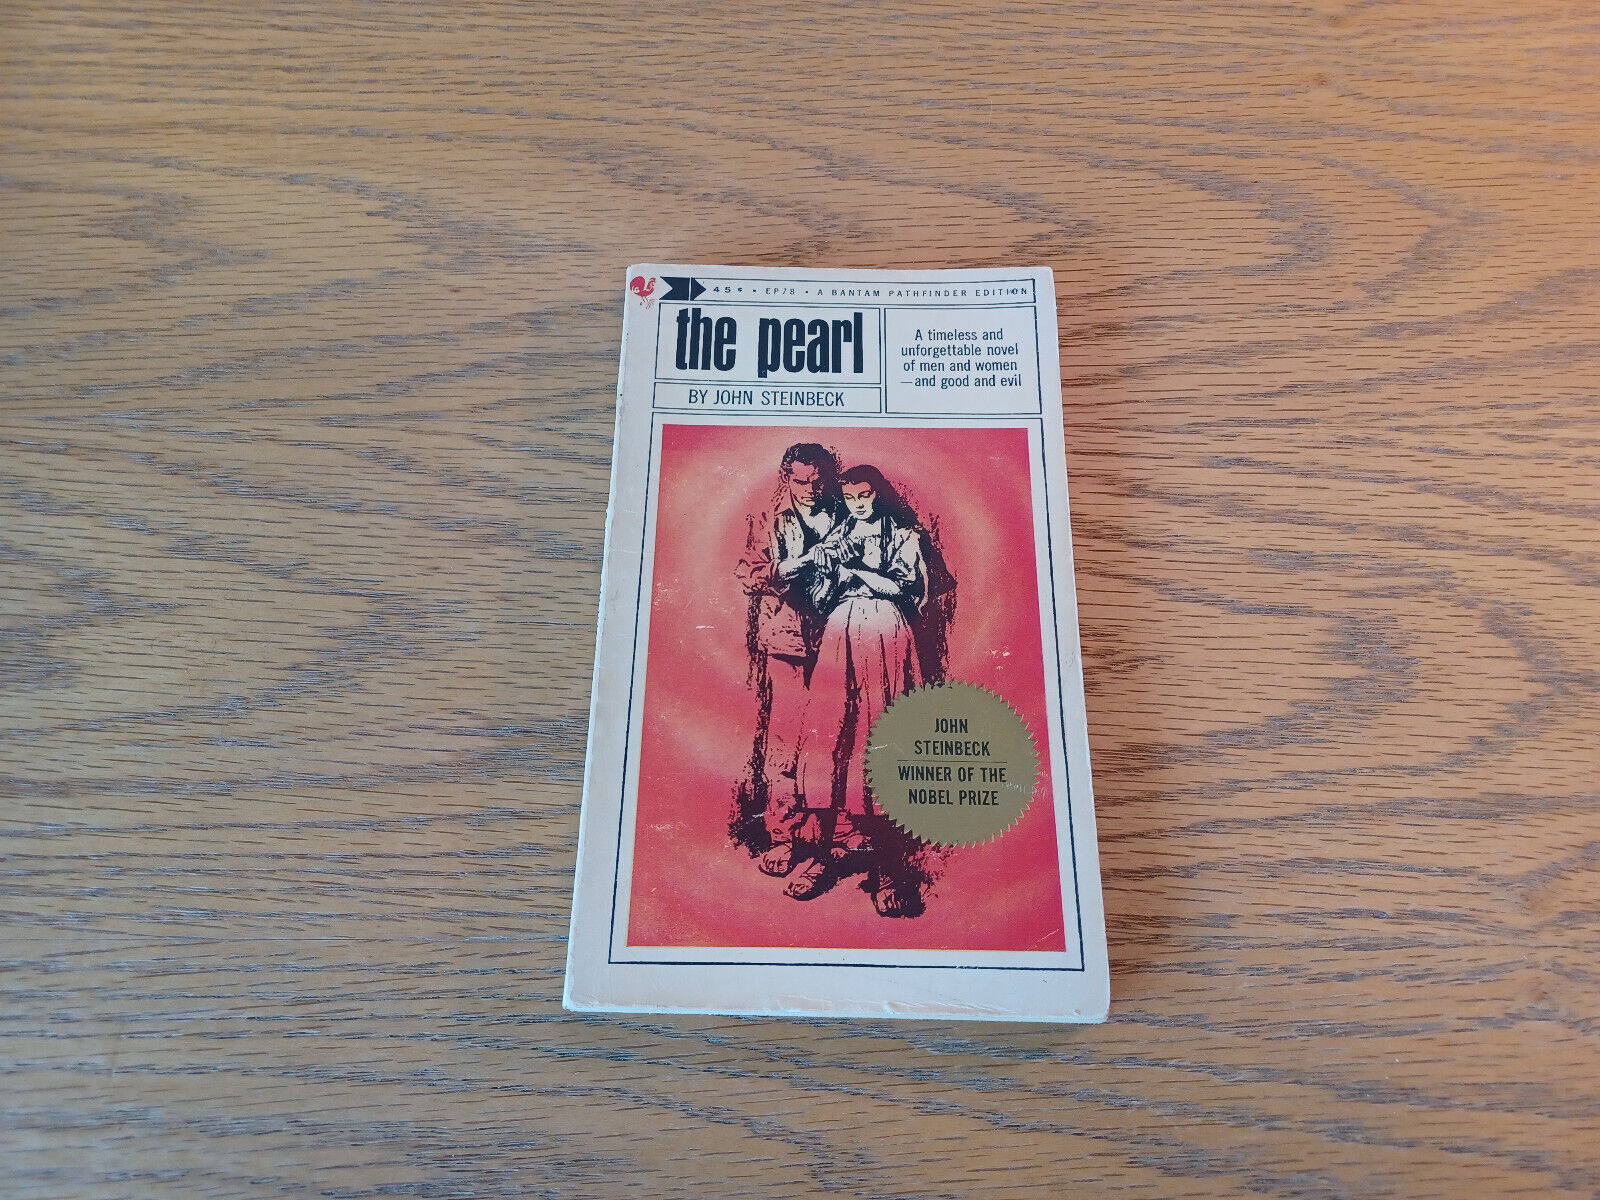 45¢ • EP78 • A BANTAM PATHFINDER EDITION
the pearl
BY JOHN STEINBECK
A timeless and
unforgettable novel
of men and women
—and good and evil
JOHN
STEINBECK
WINNER OF THE
NOBEL PRIZE